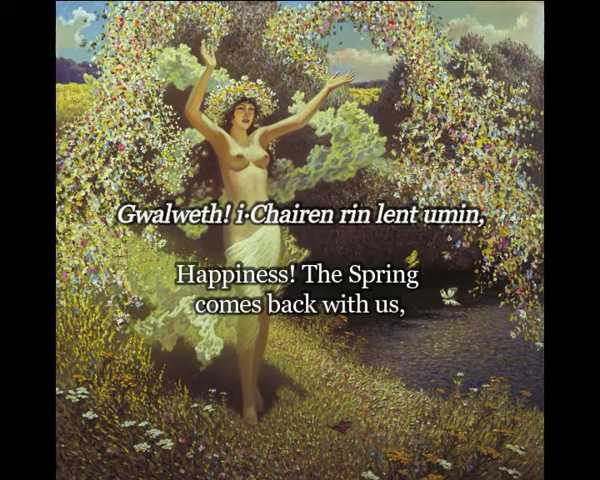 Gwalweth! i·Chairen rin lent umin,
Happiness! The Spring
comes back with us,